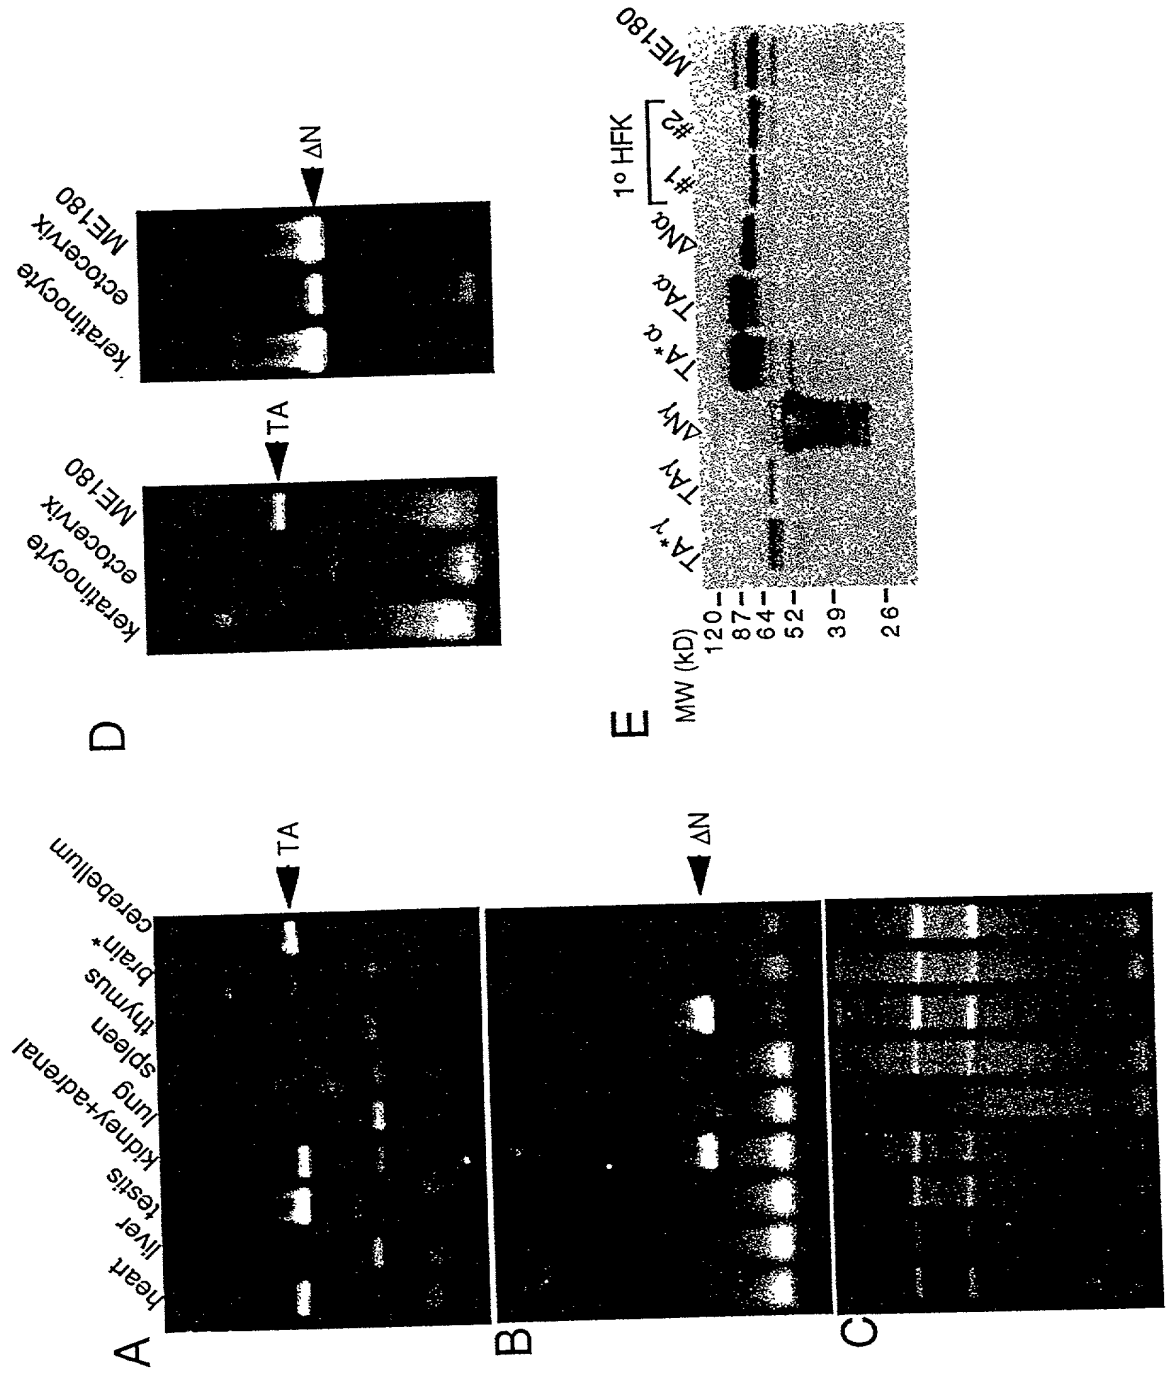 A
heart
liver
testis
kidney+adrenal
lung
spleen
thymus
brain*
cerebellum
TA
B
ΔN
C
D
keratinocyte
ectocervix
ME180
TA
keratinocyte
ectocervix
ME180
ΔN
E
MW (kD)
120
87
64
52
39
26
TA*γ
TAγ
ΔNγ
TA*α
TAα
ΔNα
1º HFK
#1
#2
ME180